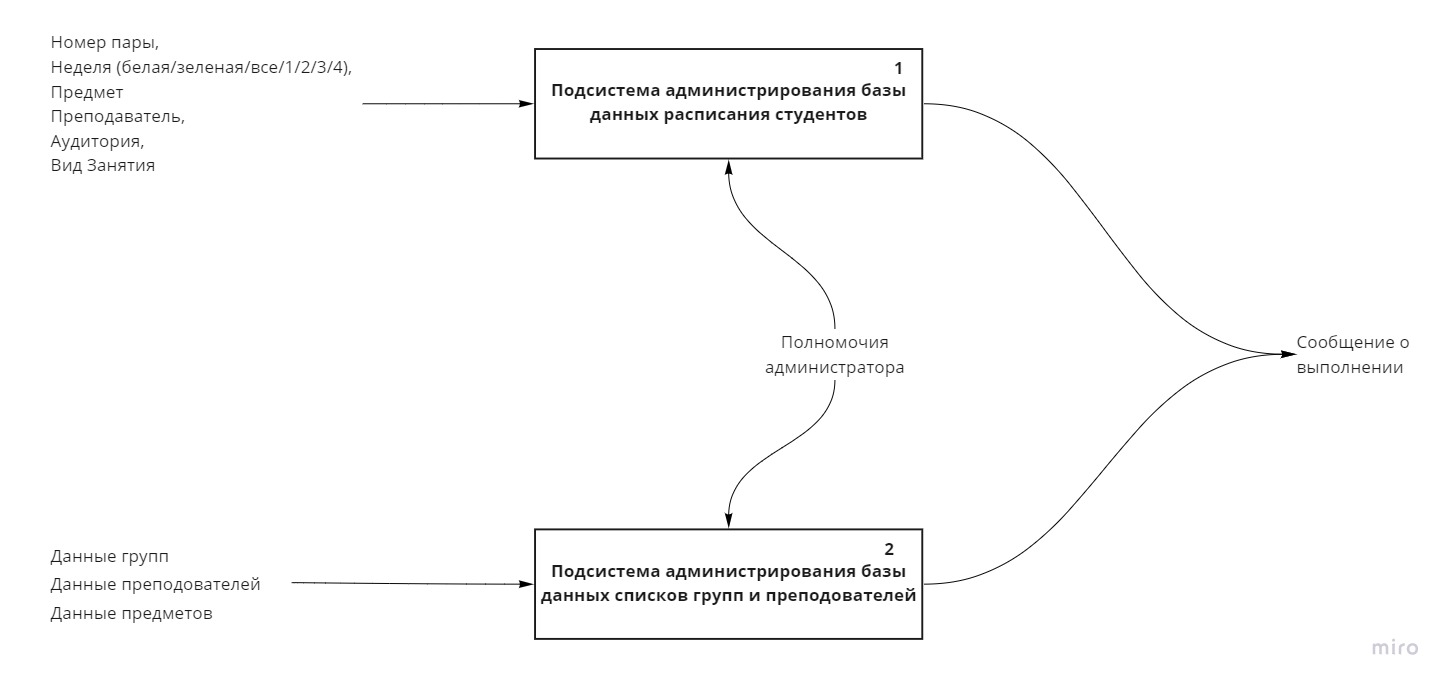 Номер пары,
Неделя (белая/зеленая/все/1/2/3/4),
Предмет
Преподаватель,
Аудитория,
Вид Занятия
1
Подсистема администрирования базы
данных расписания студентов
Полномочия
администратора
Сообщение о
выполнении
Данные групп
Данные преподователей
Данные предметов
2
Подсистема администрирования базы
данных списков групп и преподователей
miro